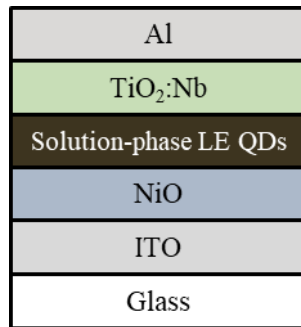 Al
TiO₂:Nb
Solution-phase LE QDs
NiO
ITO
Glass